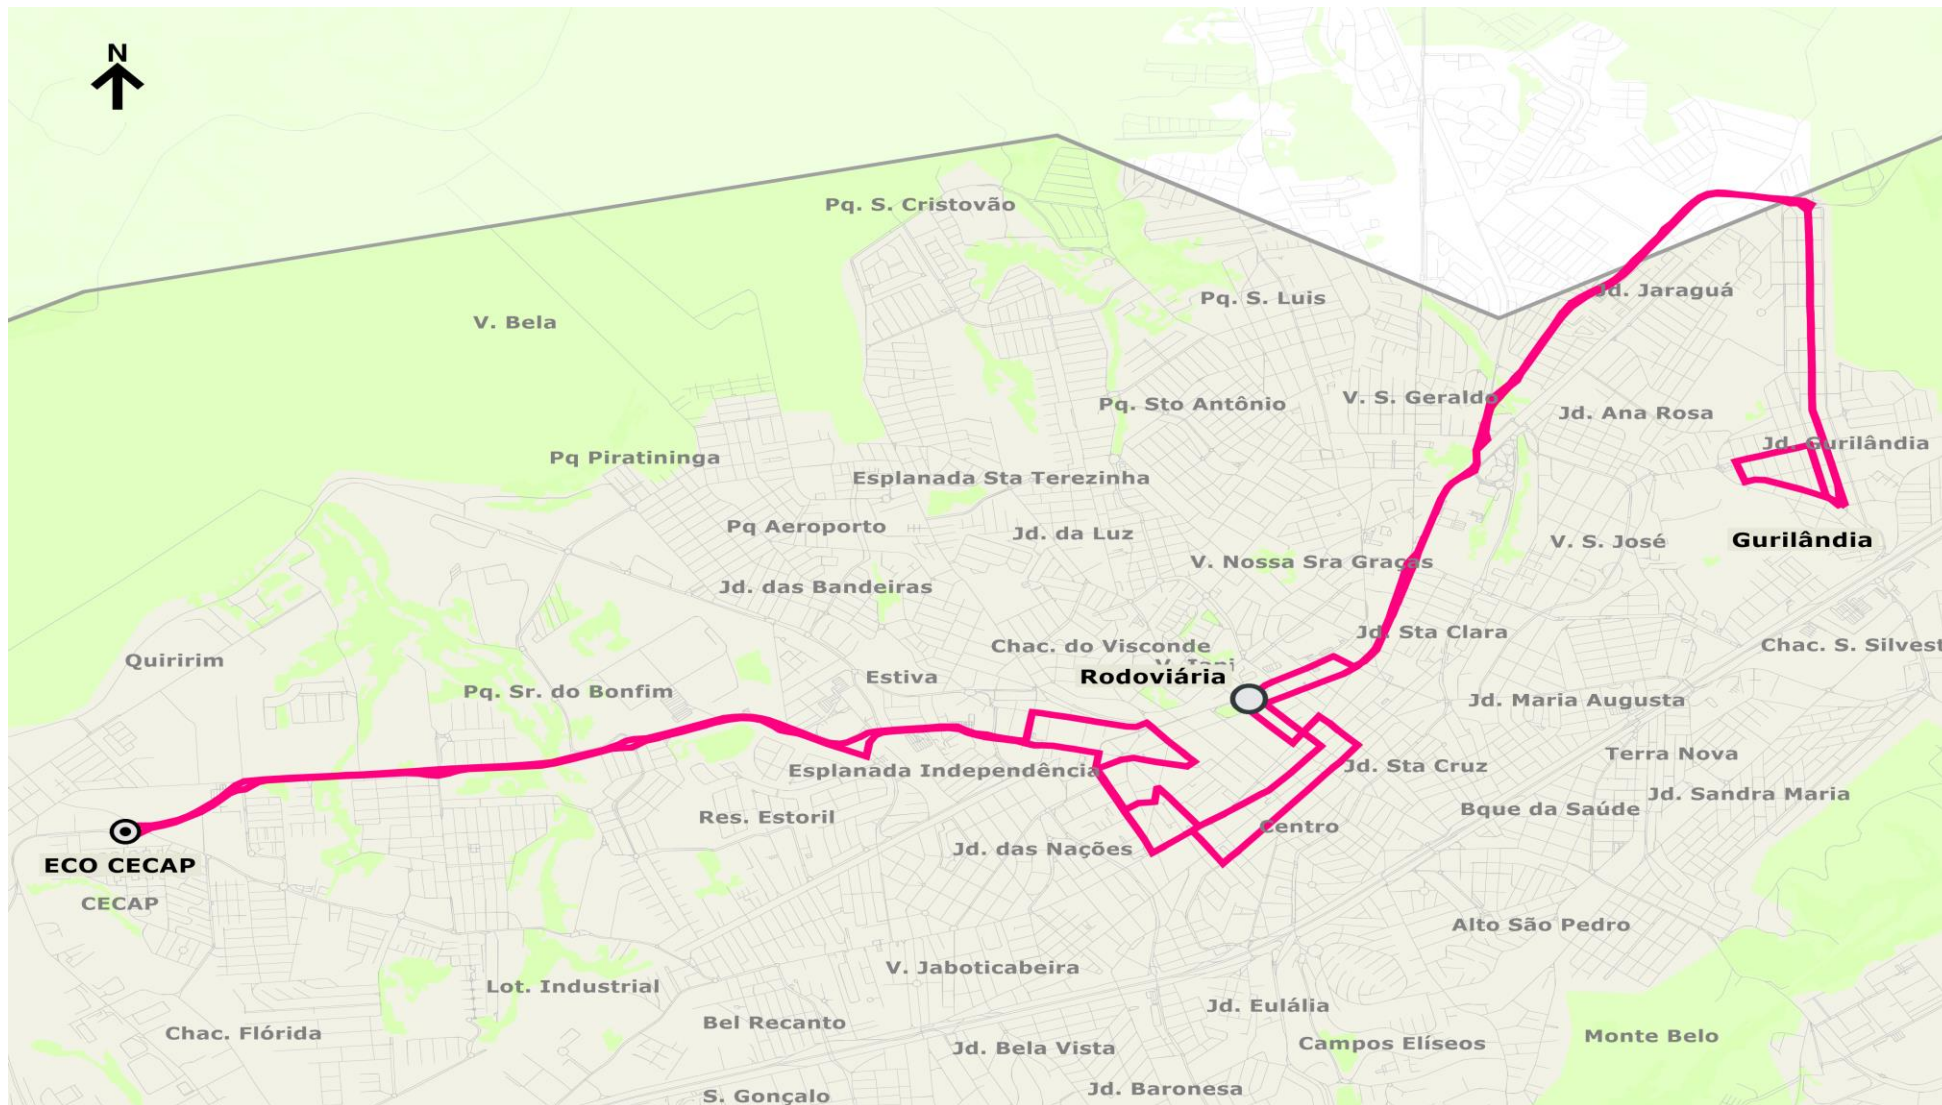 N
Pq. S. Cristovão
Jd. Jaraguá
Pq. S. Luis
V. Bela
V. S. Geraldo
Pq. Sto Antônio
Jd. Ana Rosa
Jd. Gurilândia
Pq Piratininga
Esplanada Sta Terezinha
Pq Aeroporto
Jd. da Luz
V. S. José
Gurilândia
V. Nossa Sra Graças
Jd. das Bandeiras
Jd. Sta Clara
Chac. do Visconde
Chac. S. Silvest
Quiririm
Estiva
Rodoviária
Pq. Sr. do Bonfim
Jd. Maria Augusta
Terra Nova
Jd. Sta Cruz
Esplanada Independência
Jd. Sandra Maria
Bque da Saúde
Res. Estoril
Centro
Jd. das Nações
ECO CECAP
CECAP
Alto São Pedro
V. Jaboticabeira
Lot. Industrial
Jd. Eulália
Bel Recanto
Chac. Flórida
Monte Belo
Campos Elíseos
Jd. Bela Vista
Jd. Baronesa
S. Gonçalo